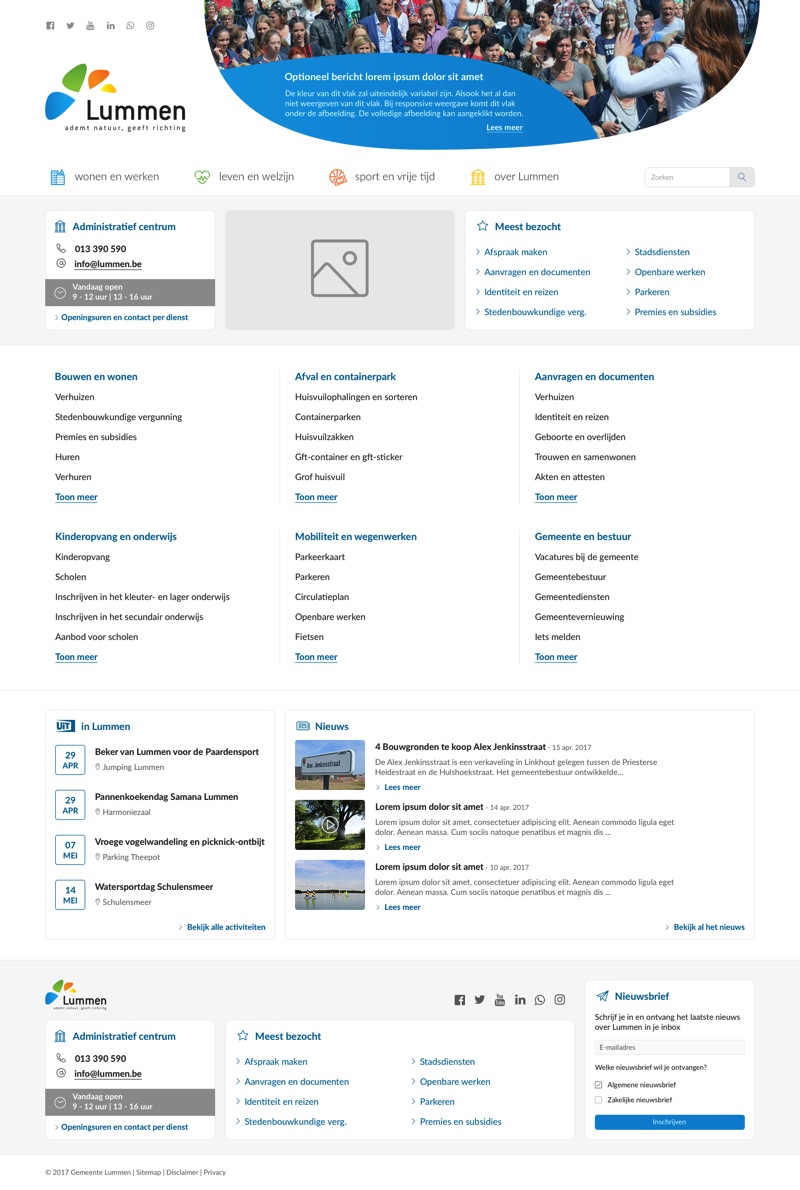 Optioneel bericht lorem ipsum dolor sit amet
De kleur van dit vlak zal uiteindelijk variabel zijn. Alsook het al dan
niet weergeven van dit vlak. Bij responsive weergave komt dit vlak
onder de afbeelding. De volledige afbeelding kan aangeklikt worden.
Lees meer
Lummen
ademt natuur, geeft richting
wonen en werken
leven en welzijn
sport en vrije tijd
over Lummen
Zoeken
Administratief centrum
013 390 590
info@lummen.be
Vandaag open
9 - 12 uur | 13 - 16 uur
Openingsuren en contact per dienst
Meest bezocht
Afspraak maken
Aanvragen en documenten
Identiteit en reizen
Stedenbouwkundige verg.
Stadsdiensten
Openbare werken
Parkeren
Premies en subsidies
Bouwen en wonen
Verhuizen
Stedenbouwkundige vergunning
Premies en subsidies
Huren
Verhuren
Toon meer
Afval en containerpark
Huisvuilophalingen en sorteren
Containerparken
Huisvuilzakken
Gft-container en gft-sticker
Grof huisvuil
Toon meer
Aanvragen en documenten
Verhuizen
Identiteit en reizen
Geboorte en overlijden
Trouwen en samenwonen
Akten en attesten
Toon meer
Kinderopvang en onderwijs
Kinderopvang
Scholen
Inschrijven in het kleuter- en lager onderwijs
Inschrijven in het secundair onderwijs
Aanbod voor scholen
Toon meer
Mobiliteit en wegenwerken
Parkeerkaart
Parkeren
Circulatieplan
Openbare werken
Fietsen
Toon meer
Gemeente en bestuur
Vacatures bij de gemeente
Gemeentebestuur
Gemeentediensten
Gemeentevernieuwing
Iets melden
Toon meer
UiT in Lummen
29 APR
Beker van Lummen voor de Paardensport
Jumping Lummen
29 APR
Pannenkoekendag Samana Lummen
Harmoniezaal
07 MEI
Vroege vogelwandeling en picknick-ontbijt
Parking Theepot
14 MEI
Watersportdag Schulensmeer
Schulensmeer
Bekijk alle activiteiten
Nieuws
Alex Jenkinsstraat
4 Bouwgronden te koop Alex Jenkinsstraat - 15 apr. 2017
De Alex Jenkinsstraat is een verkaveling in Linkhout gelegen tussen de Priesterse
Heidestraat en de Hulshoekstraat. Het gemeentebestuur ontwikkelde...
Lees meer
Lorem ipsum dolor sit amet - 14 apr. 2017
Lorem ipsum dolor sit amet, consectetuer adipiscing elit. Aenean commodo ligula eget
dolor. Aenean massa. Cum sociis natoque penatibus et magnis dis ...
Lees meer
Lorem ipsum dolor sit amet - 10 apr. 2017
Lorem ipsum dolor sit amet, consectetuer adipiscing elit. Aenean commodo ligula eget
dolor. Aenean massa. Cum sociis natoque penatibus et magnis dis ...
Lees meer
Bekijk al het nieuws
Lummen
ademt natuur, geeft richting
Administratief centrum
013 390 590
info@lummen.be
Vandaag open
9 - 12 uur | 13 - 16 uur
Openingsuren en contact per dienst
Meest bezocht
Afspraak maken
Aanvragen en documenten
Identiteit en reizen
Stedenbouwkundige verg.
Stadsdiensten
Openbare werken
Parkeren
Premies en subsidies
Nieuwsbrief
Schrijf je in en ontvang het laatste nieuws
over Lummen in je inbox
E-mailadres
Welke nieuwsbrief wil je ontvangen?
Algemene nieuwsbrief
Zakelijke nieuwsbrief
Inschrijven
© 2017 Gemeente Lummen | Sitemap | Disclaimer | Privacy